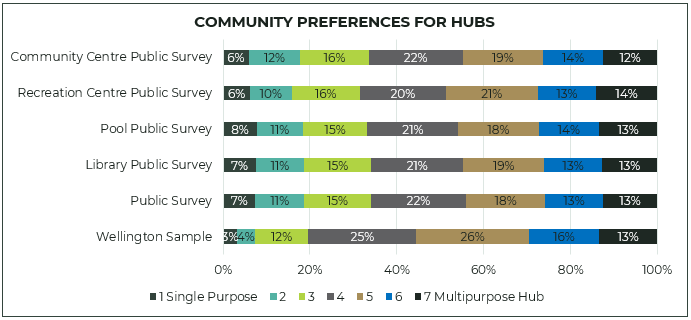 COMMUNITY PREFERENCES FOR HUBS
Community Centre Public Survey 6% 12% 16% 22% 19% 14% 12%
Recreation Centre Public Survey 6% 10% 16% 20% 21% 13% 14%
Pool Public Survey 8% 11% 15% 21% 18% 14% 13%
Library Public Survey 7% 11% 15% 21% 19% 13% 13%
Public Survey 7% 11% 15% 22% 18% 13% 13%
Wellington Sample 3% 4% 12% 25% 26% 16% 13%
0% 20% 40% 60% 80% 100%
1 Single Purpose 2 3 4 5 6 7 Multipurpose Hub